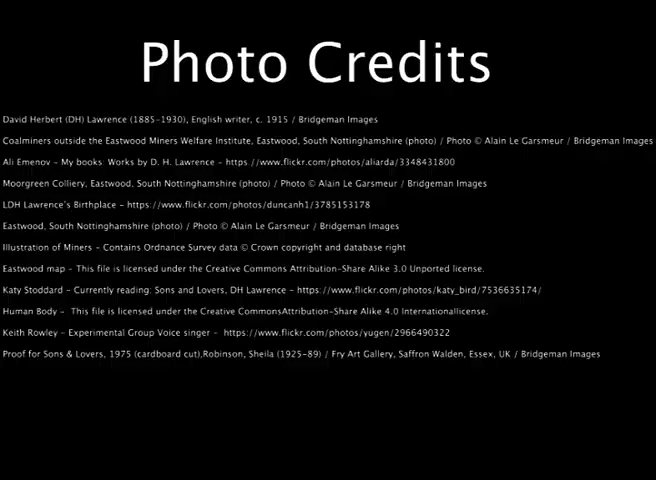 Photo Credits
David Herbert (DH) Lawrence (1885-1930), English writer, c. 1915 / Bridgeman Images
Coalminers outside the Eastwood Miners Welfare Institute, Eastwood, South Nottinghamshire (photo) / Photo © Alain Le Garsmeur / Bridgeman Images
Ali Emenov - My books: Works by D. H. Lawrence - https://www.flickr.com/photos/aliarda/3348431800
Moorgreen Colliery, Eastwood, South Nottinghamshire (photo) / Photo © Alain Le Garsmeur / Bridgeman Images
LDH Lawrence's Birthplace - https://www.flickr.com/photos/duncanh1/3785153178
Eastwood, South Nottinghamshire (photo) / Photo © Alain Le Garsmeur / Bridgeman Images
Illustration of Miners - Contains Ordnance Survey data © Crown copyright and database right
Eastwood map - This file is licensed under the Creative Commons Attribution-Share Alike 3.0 Unported license.
Katy Stoddard - Currently reading: Sons and Lovers, DH Lawrence - https://www.flickr.com/photos/katy_bird/7536635174/
Human Body - This file is licensed under the Creative CommonsAttribution-Share Alike 4.0 Internationallicense.
Keith Rowley - Experimental Group Voice singer - https://www.flickr.com/photos/yugen/2966490322
Proof for Sons & Lovers, 1975 (cardboard cut),Robinson, Sheila (1925-89) / Fry Art Gallery, Saffron Walden, Essex, UK / Bridgeman Images